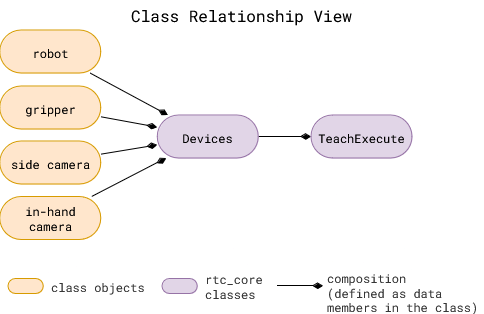 Class Relationship View
robot
gripper
side camera
in-hand
camera
Devices
TeachExecute
class objects
rtc_core
classes
composition
(defined as data
members in the class)